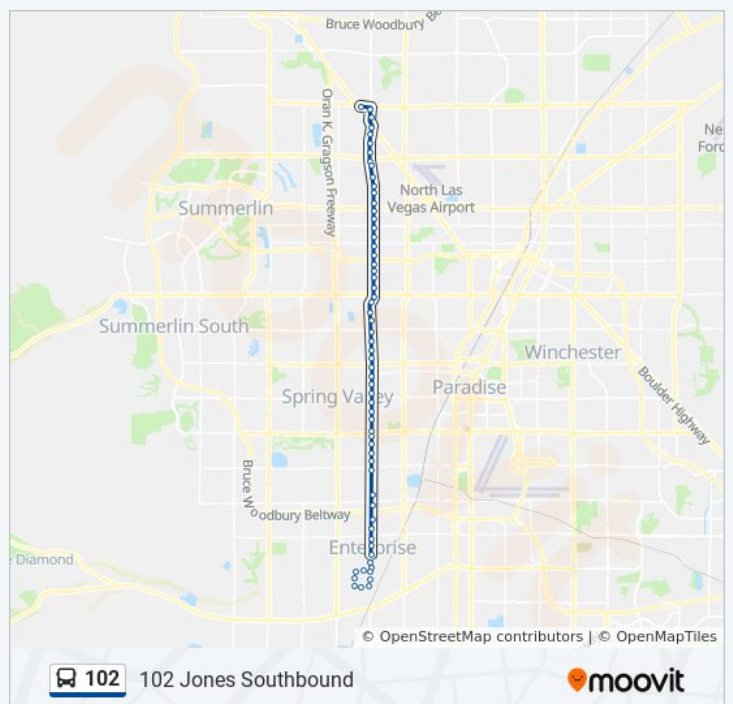 Bruce Woodbury Be
Oran K. Gragson Freeway
Ne
Ford
North Las
Vegas Airport
Summerlin
Summerlin South
Winchester
Spring Valley
Paradise
Boulder Highway
Bruce Woodbury Beltway
Enterprise
e Diamond
© OpenStreetMap contributors | © OpenMapTiles
102
102 Jones Southbound
moovit